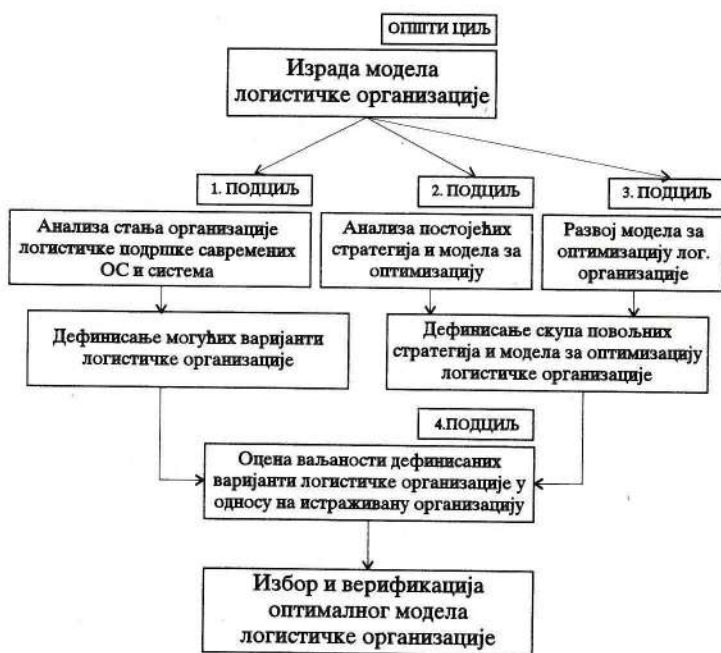 ОПШТИ ЦИЉ
Израда модела
логистичке организације
1. ПОДЦИЉ
2. ПОДЦИЉ
3. ПОДЦИЉ
Анализа стања организације
логистичке подршке савремених
ОС и система
Анализа постојећих
стратегија и модела за
оптимизацију
Развој модела за
оптимизацију лог.
организације
Дефинисање могућих варијанти
логистичке организације
Дефинисање скупа повољних
стратегија и модела за оптимизацију
логистичке организације
4.ПОДЦИЉ
Оцена ваљаности дефинисаних
варијанти логистичке организације у
односу на истраживану организацију
Избор и верификација
оптималног модела
логистичке организације